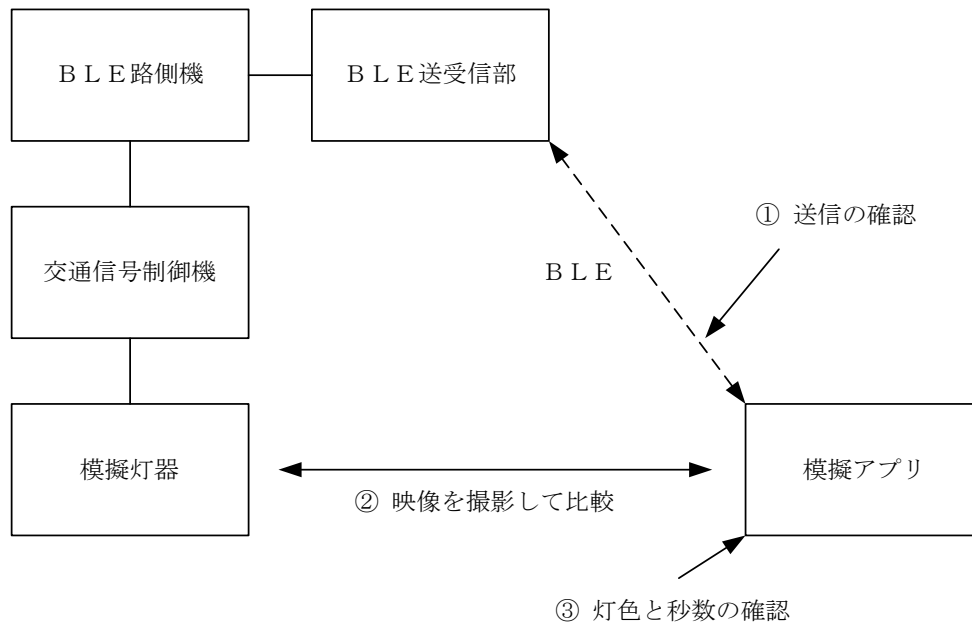 ＢＬＥ路側機
ＢＬＥ送受信部
① 送信の確認
交通信号制御機
ＢＬＥ
模擬灯器
模擬アプリ
② 映像を撮影して比較
③ 灯色と秒数の確認